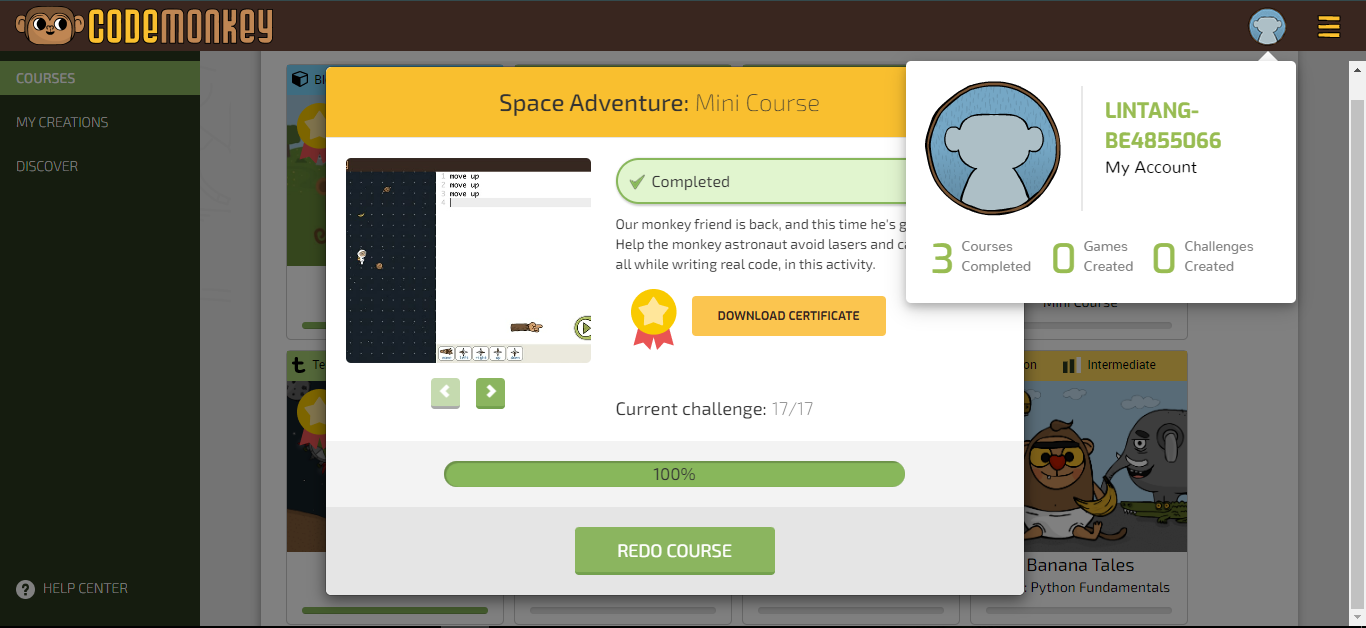 CODEMONKEY
COURSES
MY CREATIONS
DISCOVER
HELP CENTER
Bl
Space Adventure: Mini Course
1 move up
2 move up
3 move up
4
Completed
Our monkey friend is back, and this time he's g
Help the monkey astronaut avoid lasers and ca
all while writing real code, in this activity.
DOWNLOAD CERTIFICATE
Current challenge: 17/17
100%
REDO COURSE
LINTANG-
BE4855066
My Account
3 Courses
Completed
0 Games
Created
0 Challenges
Created
Mini Course
Te
on
Intermediate
Banana Tales
: Python Fundamentals